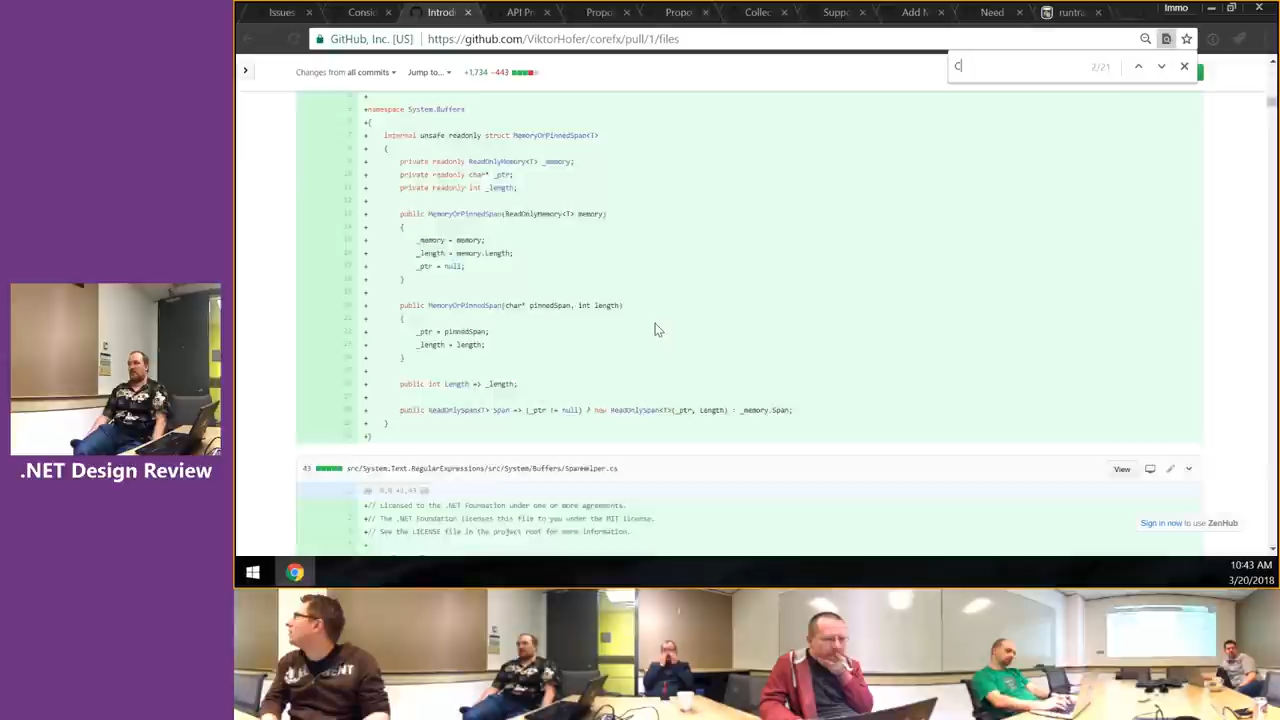 Issues
Consid
Introdu
API Pr
Propo
Propo
Collec
Suppo
Add M
Need
runtra
Immo
GitHub, Inc. [US]
https://github.com/ViktorHofer/corefx/pull/1/files
C
2/21
Changes from all commits
Jump to...
+1,734 −443
+
+namespace System.Buffers
+{
+ internal unsafe readonly struct MemoryOrPinnedSpan<T>
+ {
+ private readonly ReadOnlyMemory<T> _memory;
+ private readonly char* _ptr;
+ private readonly int _length;
+
+ public MemoryOrPinnedSpan(ReadOnlyMemory<T> memory)
+ {
+ _memory = memory;
+ _length = memory.Length;
+ _ptr = null;
+ }
+
+ public MemoryOrPinnedSpan(char* pinnedSpan, int length)
+ {
+ _ptr = pinnedSpan;
+ _length = length;
+ }
+
+ public int Length => _length;
+
+ public ReadOnlySpan<T> Span => (_ptr != null) ? new ReadOnlySpan<T>(_ptr, Length) : _memory.Span;
+ }
+}
43 src/System.Text.RegularExpressions/src/System/Buffers/SpanHelper.cs
View
@@ -0,0 +1,43 @@
+// Licensed to the .NET Foundation under one or more agreements.
+// The .NET Foundation licenses this file to you under the MIT license.
+// See the LICENSE file in the project root for more information.
+
Sign in now to use ZenHub
.NET Design Review
10:43 AM
3/20/2018